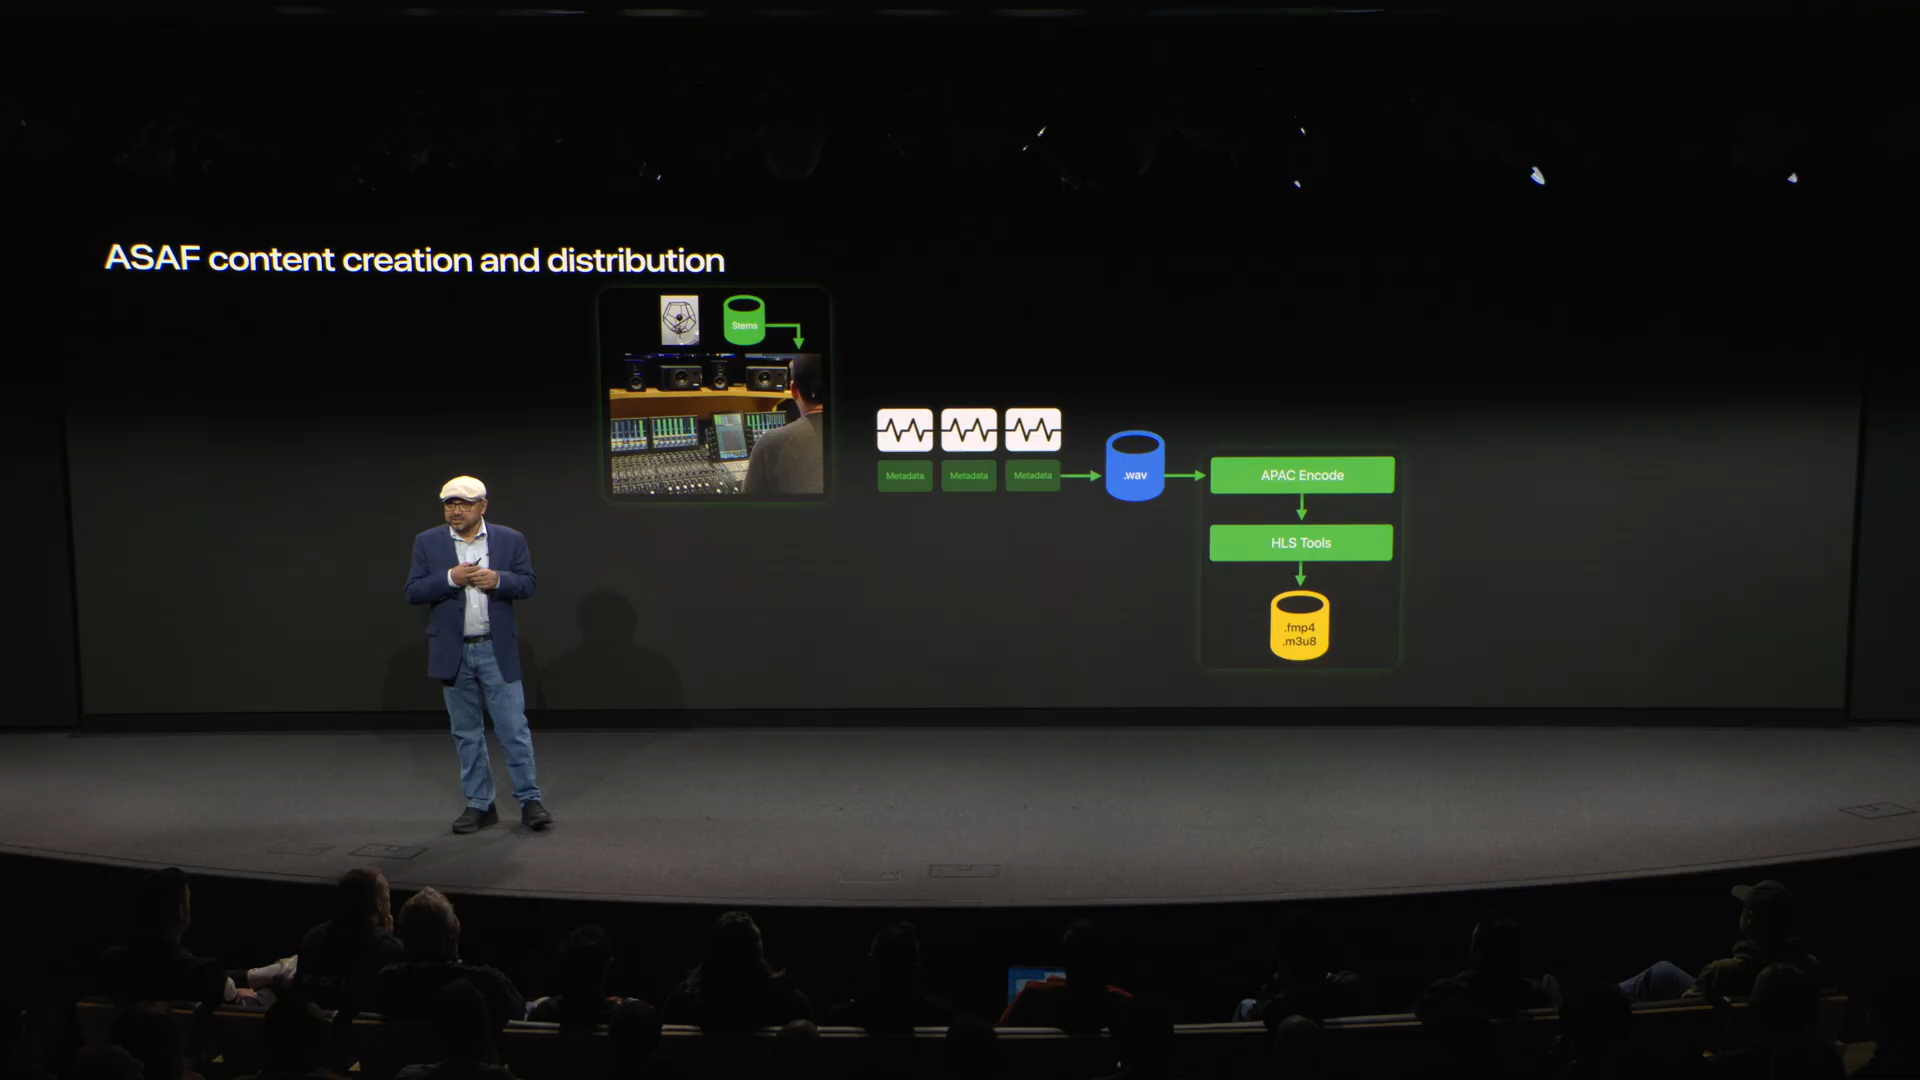 ASAF content creation and distribution
Stems
Metadata
Metadata
Metadata
.wav
APAC Encode
HLS Tools
.fmp4
.m3u8